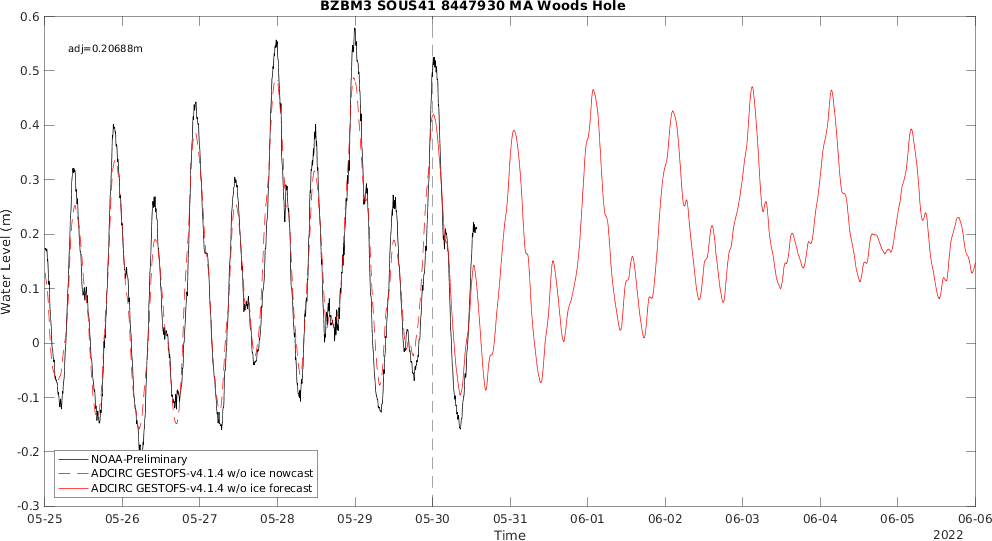 BZBM3 SOUS41 8447930 MA Woods Hole
adj=0.20688m
0.6
0.5
0.4
0.3
0.2
0.1
0
-0.1
-0.2
-0.3
Water Level (m)
NOAA-Preliminary
ADCIRC GESTOFS-v4.1.4 w/o ice nowcast
ADCIRC GESTOFS-v4.1.4 w/o ice forecast
05-25 05-26 05-27 05-28 05-29 05-30 05-31 06-01 06-02 06-03 06-04 06-05 06-06
Time
2022